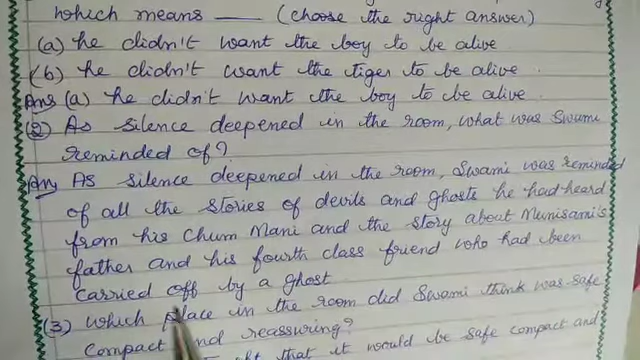 which means ___ (choose the right answer)
(a) he didn't want the boy to be alive
(b) he didn't want the tiger to be alive.
Ans (a) he didn't want the boy to be alive.
(2) As silence deepened in the room, what was Swami
reminded of?
Ans As silence deepened in the room, Swami was reminded
of all the stories of devils and ghosts he had heard
from his chum Mani and the story about Munisami's
father and his fourth class friend who had been
carried off by a ghost
(3) which place in the room did Swami think was safe
compact and reassuring?
that it would be safe compact and